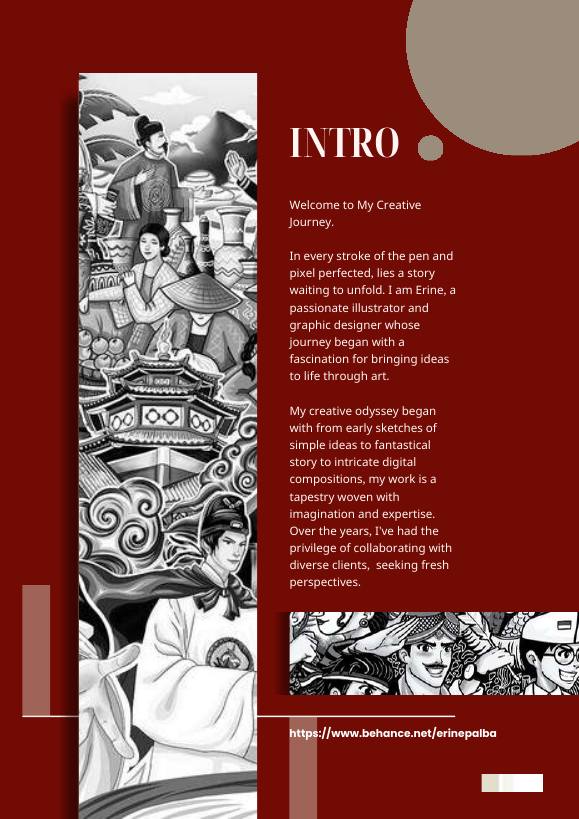 INTRO
Welcome to My Creative
Journey.
In every stroke of the pen and
pixel perfected, lies a story
waiting to unfold. I am Erine, a
passionate illustrator and
graphic designer whose
journey began with a
fascination for bringing ideas
to life through art.
My creative odyssey began
with from early sketches of
simple ideas to fantastical
story to intricate digital
compositions, my work is a
tapestry woven with
imagination and expertise.
Over the years, I've had the
privilege of collaborating with
diverse clients,  seeking fresh
perspectives.
https://www.behance.net/erinepalba